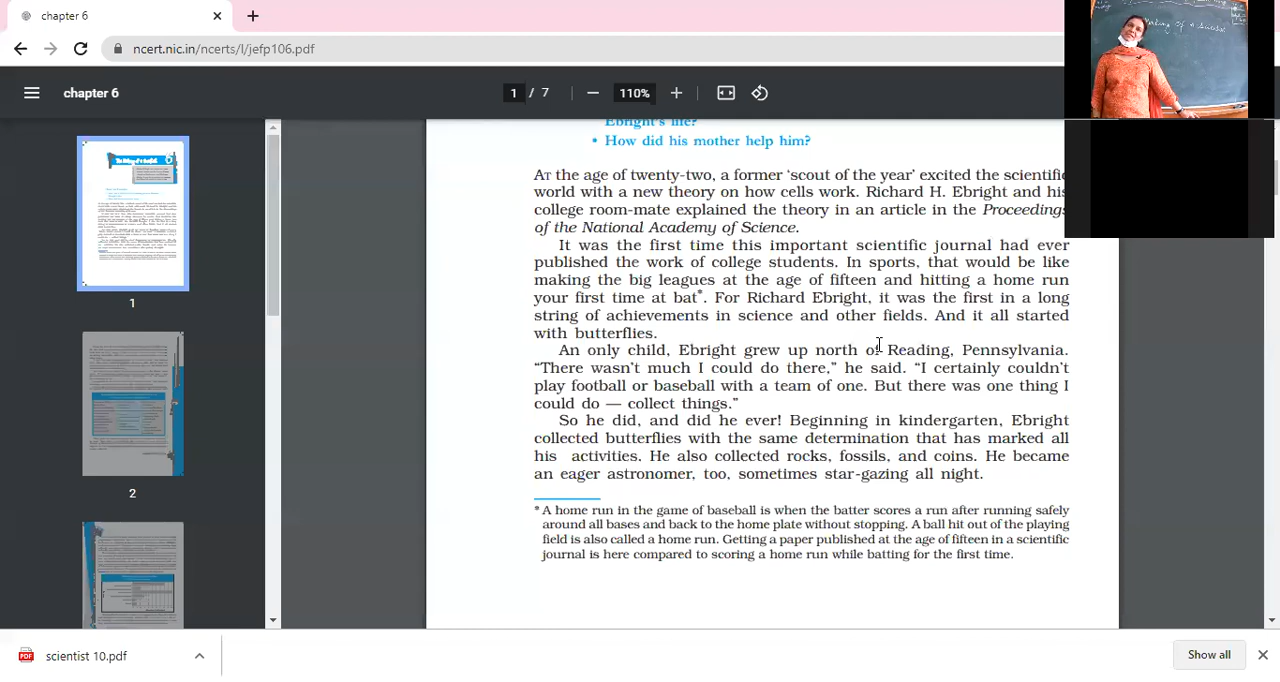 chapter 6
ncert.nic.in/ncerts/l/jefp106.pdf
chapter 6
1 / 7
110%
Making of a Scientist
Ebright's life?
• How did his mother help him?
AT the age of twenty-two, a former 'scout of the year' excited the scientific
world with a new theory on how cells work. Richard H. Ebright and his
college room-mate explained the theory in an article in the Proceedings
of the National Academy of Science.
It was the first time this important scientific journal had ever
published the work of college students. In sports, that would be like
making the big leagues at the age of fifteen and hitting a home run
your first time at bat*. For Richard Ebright, it was the first in a long
string of achievements in science and other fields. And it all started
with butterflies.
An only child, Ebright grew up north of Reading, Pennsylvania.
“There wasn't much I could do there,” he said. “I certainly couldn't
play football or baseball with a team of one. But there was one thing I
could do — collect things.”
So he did, and did he ever! Beginning in kindergarten, Ebright
collected butterflies with the same determination that has marked all
his activities. He also collected rocks, fossils, and coins. He became
an eager astronomer, too, sometimes star-gazing all night.
* A home run in the game of baseball is when the batter scores a run after running safely
around all bases and back to the home plate without stopping. A ball hit out of the playing
field is also called a home run. Getting a paper published at the age of fifteen in a scientific
journal is here compared to scoring a home run while batting for the first time.
The Making of a Scientist
1
2
PDF
scientist 10.pdf
Show all